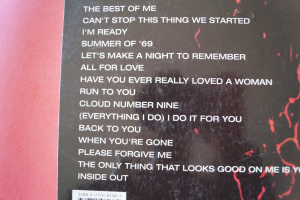 THE BEST OF ME
CAN'T STOP THIS THING WE STARTED
I'M READY
SUMMER OF '69
LET'S MAKE A NIGHT TO REMEMBER
ALL FOR LOVE
HAVE YOU EVER REALLY LOVED A WOMAN
RUN TO YOU
CLOUD NUMBER NINE
(EVERYTHING I DO) I DO IT FOR YOU
BACK TO YOU
WHEN YOU'RE GONE
PLEASE FORGIVE ME
THE ONLY THING THAT LOOKS GOOD ON ME IS
INSIDE OUT